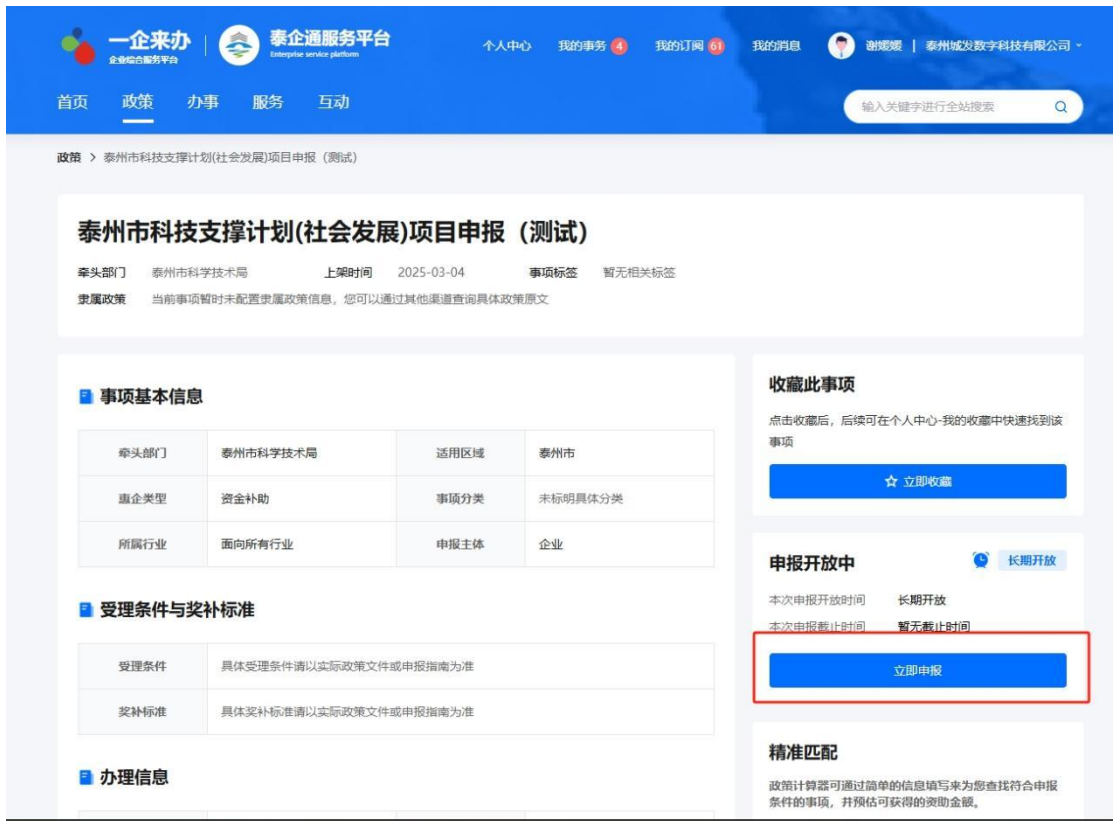 一企来办
企业综合服务平台
泰企通服务平台
Enterprise service platform
个人中心 我的事务 4 我的订阅 61 我的消息 谢媛媛 | 泰州城发数字科技有限公司
首页 政策 办事 服务 互动
输入关键字进行全站搜索
政策 > 泰州市科技支撑计划(社会发展)项目申报（测试）
泰州市科技支撑计划(社会发展)项目申报（测试）
牵头部门 泰州市科学技术局 上架时间 2025-03-04 事项标签 暂无相关标签
隶属政策 当前事项暂时未配置隶属政策信息，您可以通过其他渠道查询具体政策原文
事项基本信息
牵头部门 泰州市科学技术局 适用区域 泰州市
惠企类型 资金补助 事项分类 未标明具体分类
所属行业 面向所有行业 申报主体 企业
受理条件与奖补标准
受理条件 具体受理条件请以实际政策文件或申报指南为准
奖补标准 具体奖补标准请以实际政策文件或申报指南为准
办理信息
收藏此事项
点击收藏后，后续可在个人中心-我的收藏中快速找到该
事项
立即收藏
申报开放中 长期开放
本次申报开放时间 长期开放
本次申报截止时间 暂无截止时间
立即申报
精准匹配
政策计算器可通过简单的信息填写来为您查找符合申报
条件的事项，并预估可获得的资助金额。